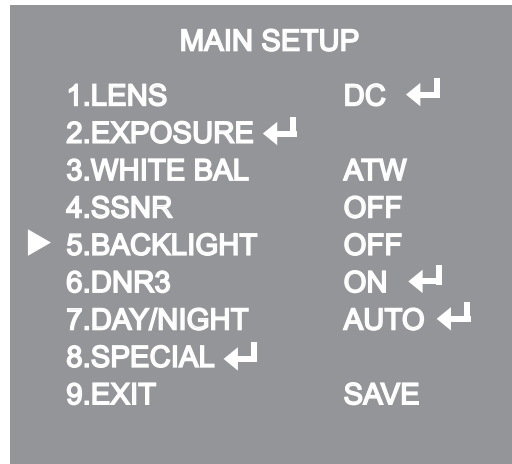 MAIN SETUP
1.LENS DC ↵
2.EXPOSURE ↵
3.WHITE BAL ATW
4.SSNR OFF
▶ 5.BACKLIGHT OFF
6.DNR3 ON ↵
7.DAY/NIGHT AUTO ↵
8.SPECIAL ↵
9.EXIT SAVE